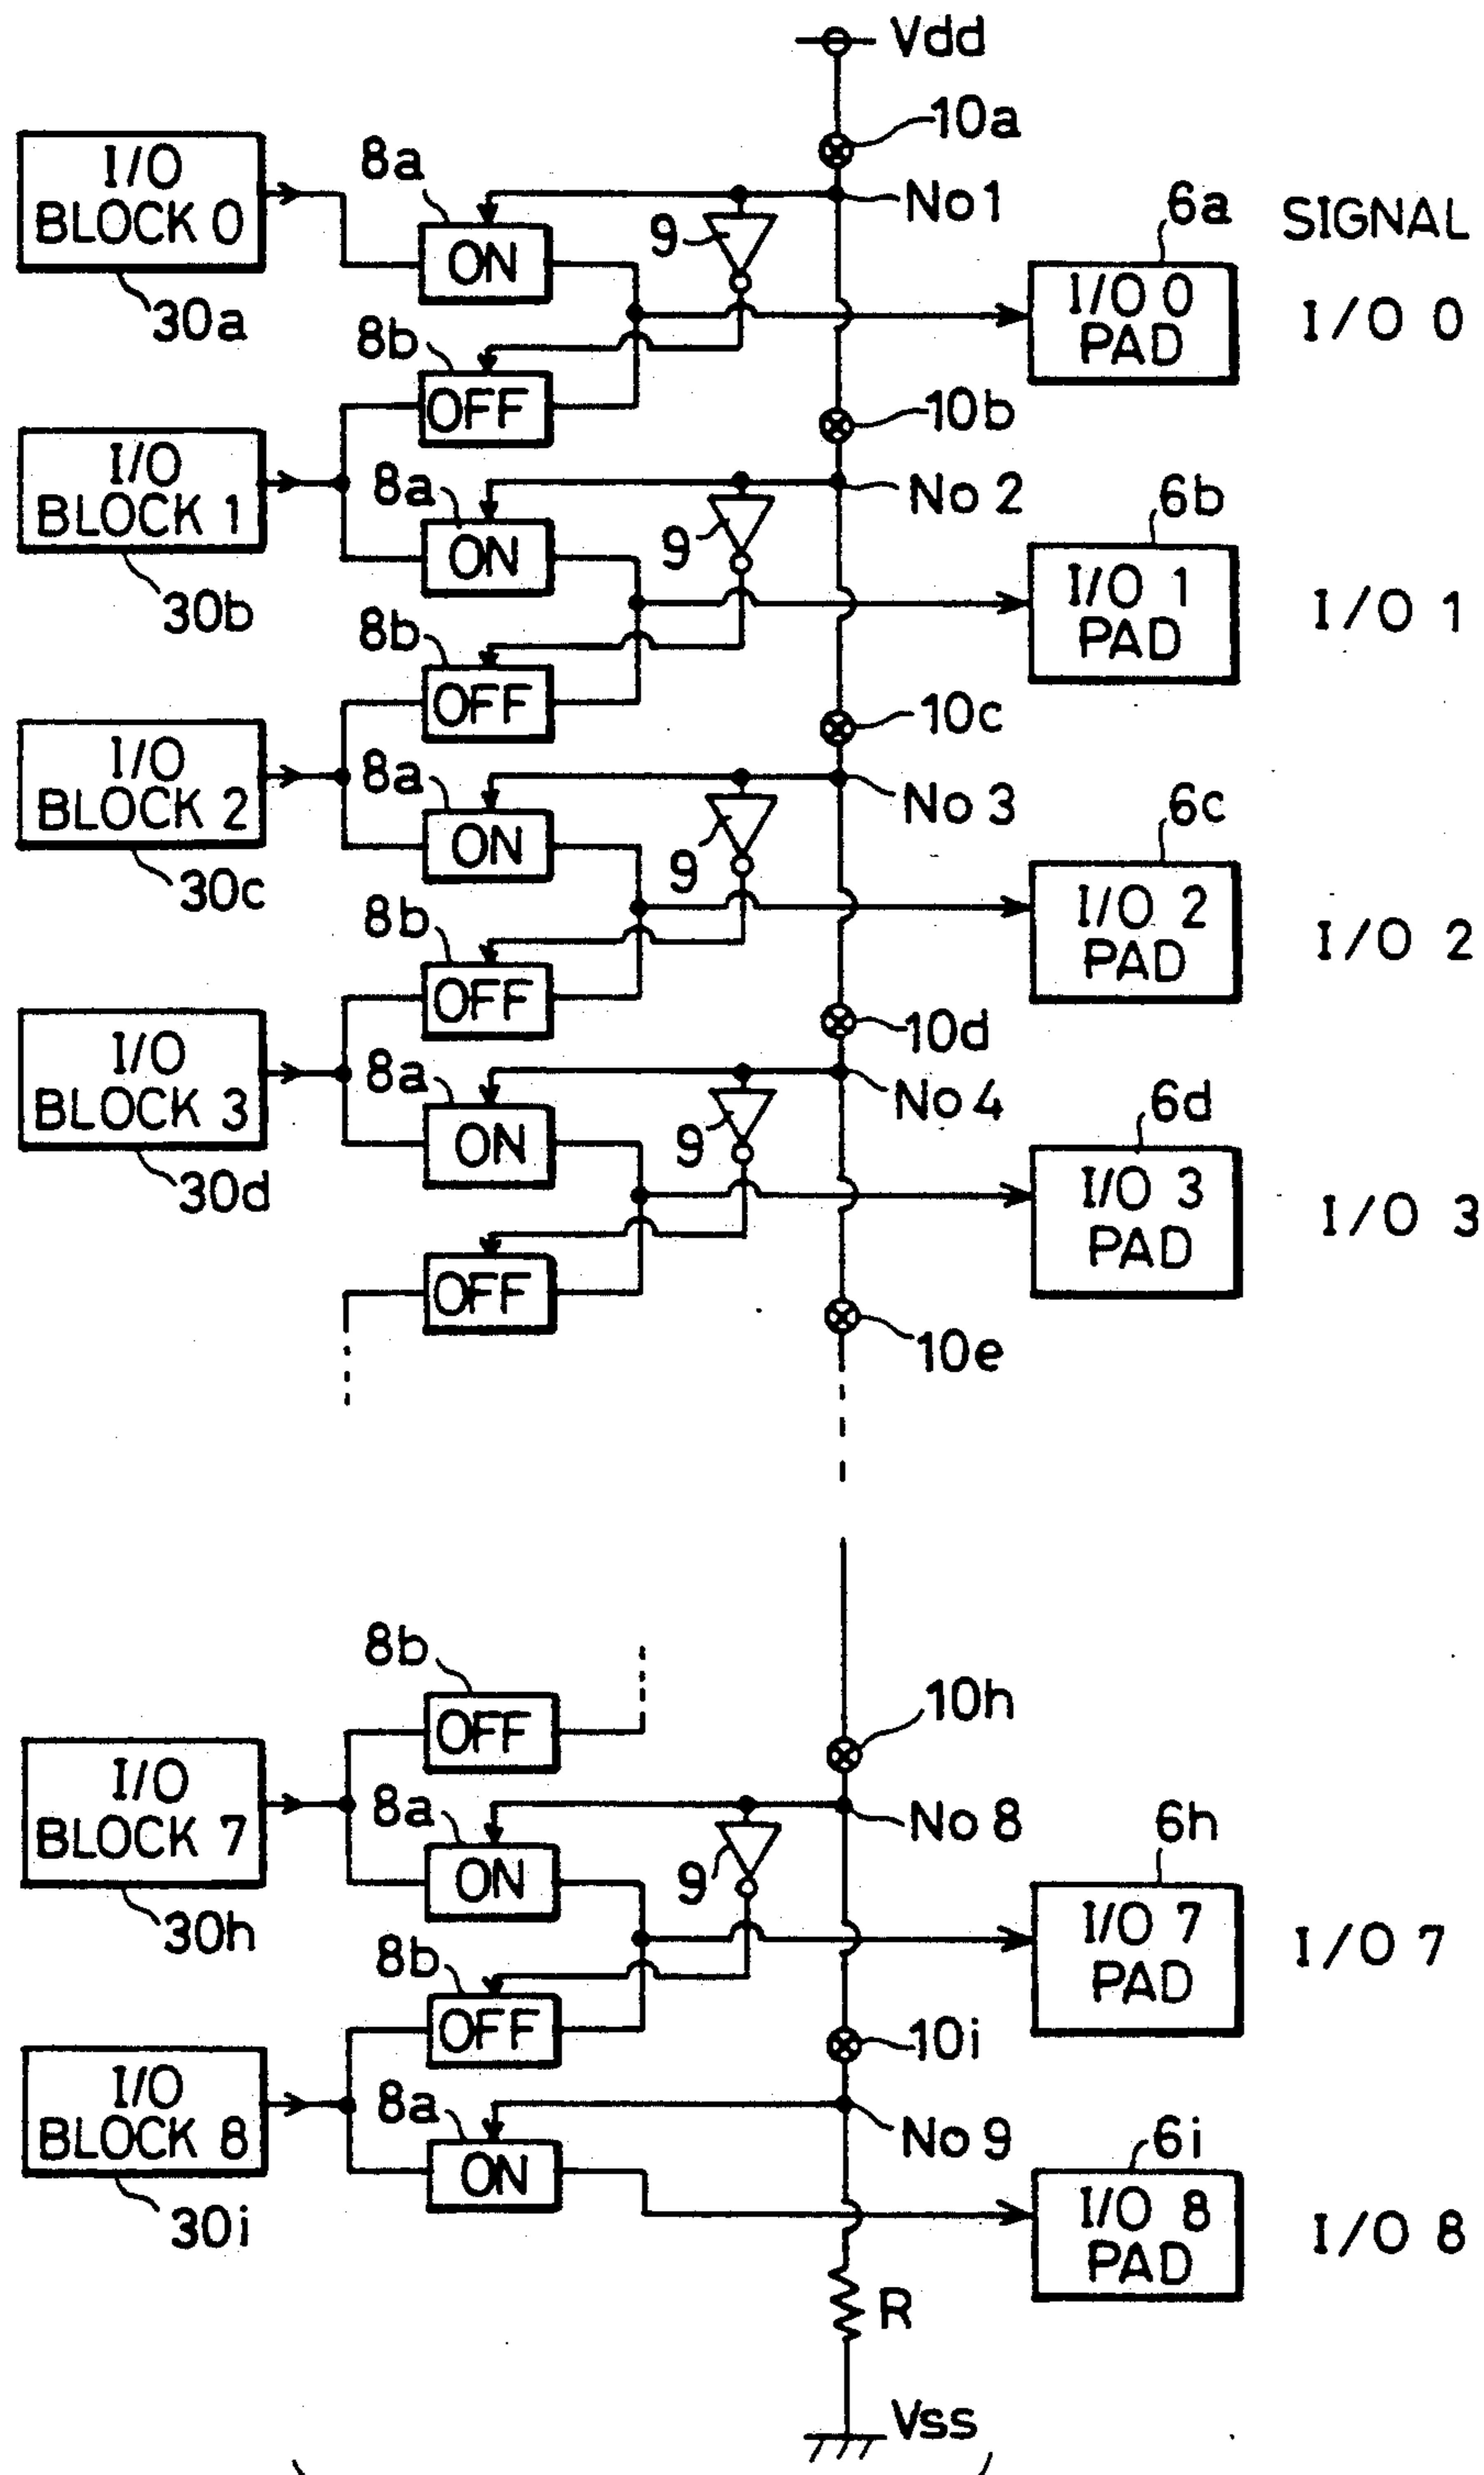 Vdd
10a
I/O
BLOCK 0
30a
8a
ON
9
No 1
6a
SIGNAL
I/O 0
PAD
I/O 0
8b
OFF
10b
I/O
BLOCK 1
30b
8a
ON
9
No 2
6b
I/O 1
PAD
I/O 1
8b
OFF
10c
I/O
BLOCK 2
30c
8a
ON
9
No 3
6c
I/O 2
PAD
I/O 2
8b
OFF
10d
I/O
BLOCK 3
30d
8a
ON
9
No 4
6d
I/O 3
PAD
I/O 3
OFF
10e
8b
OFF
10h
I/O
BLOCK 7
30h
8a
ON
9
No 8
6h
I/O 7
PAD
I/O 7
8b
OFF
10i
I/O
BLOCK 8
30i
8a
ON
No 9
6i
I/O 8
PAD
I/O 8
R
Vss